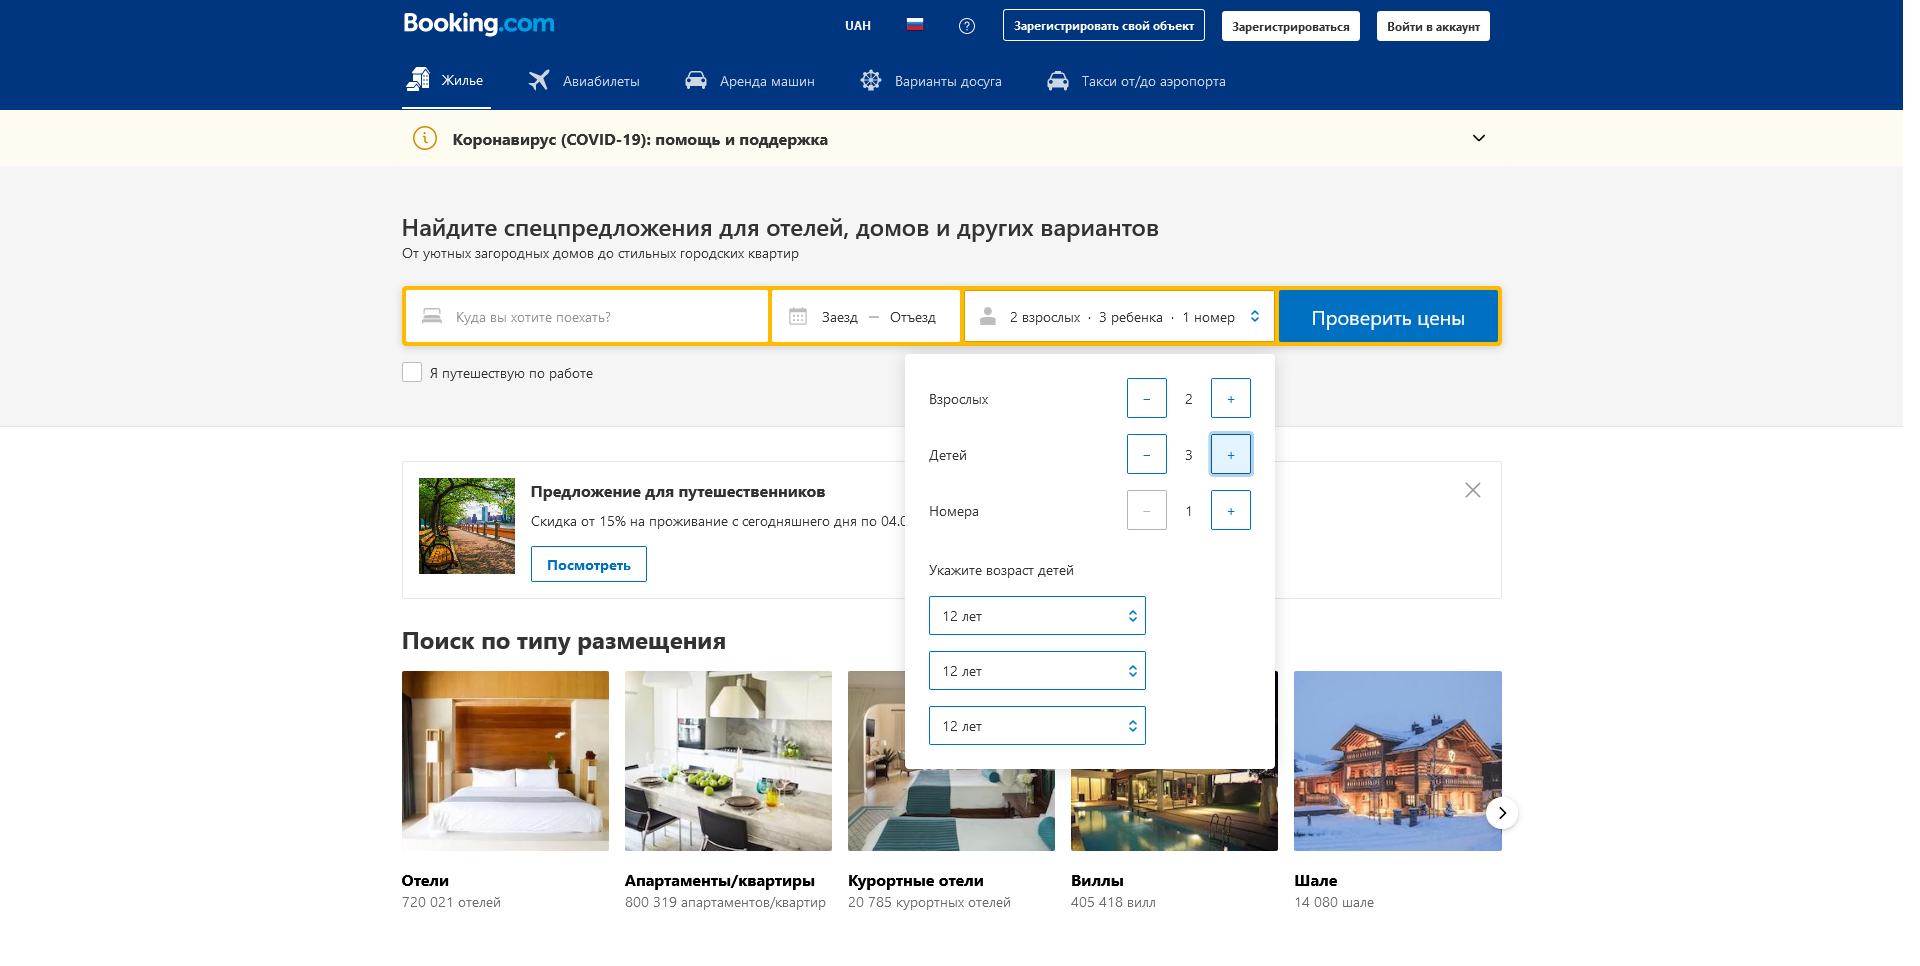 Booking.com
UAH
Зарегистрировать свой объект
Зарегистрироваться
Войти в аккаунт
Жилье
Авиабилеты
Аренда машин
Варианты досуга
Такси от/до аэропорта
Коронавирус (COVID-19): помощь и поддержка
Найдите спецпредложения для отелей, домов и других вариантов
От уютных загородных домов до стильных городских квартир
Куда вы хотите поехать?
Заезд — Отъезд
2 взрослых · 3 ребенка · 1 номер
Проверить цены
Я путешествую по работе
Взрослых − 2 +
Детей − 3 +
Номера − 1 +
Укажите возраст детей
12 лет
12 лет
12 лет
Предложение для путешественников
Скидка от 15% на проживание с сегодняшнего дня по 04.0
Посмотреть
Поиск по типу размещения
Отели
720 021 отелей
Апартаменты/квартиры
800 319 апартаментов/квартир
Курортные отели
20 785 курортных отелей
Виллы
405 418 вилл
Шале
14 080 шале